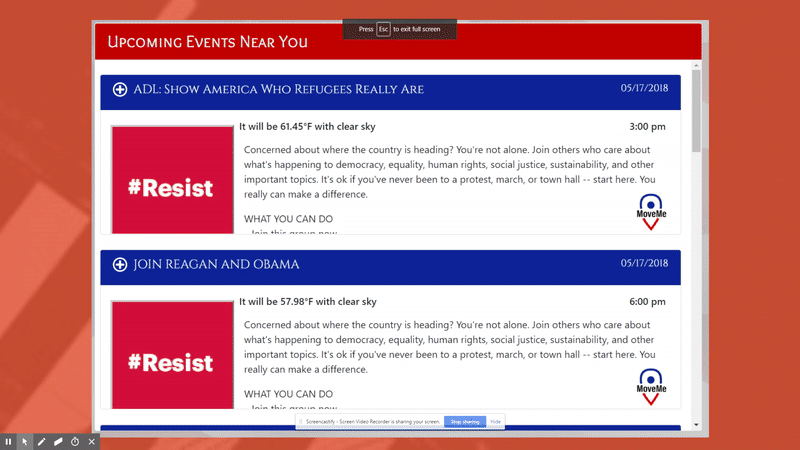 Press Esc to exit full screen
Upcoming Events Near You
ADL: Show America Who Refugees Really Are 05/17/2018
It will be 61.45°F with clear sky 3:00 pm
#Resist
Concerned about where the country is heading? You're not alone. Join others who care about
what's happening to democracy, equality, human rights, social justice, sustainability, and other
important topics. It's ok if you've never been to a protest, march, or town hall -- start here. You
really can make a difference.
WHAT YOU CAN DO
Join this group now
MoveMe
JOIN REAGAN AND OBAMA 05/17/2018
It will be 57.98°F with clear sky 6:00 pm
#Resist
Concerned about where the country is heading? You're not alone. Join others who care about
what's happening to democracy, equality, human rights, social justice, sustainability, and other
important topics. It's ok if you've never been to a protest, march, or town hall -- start here. You
really can make a difference.
WHAT YOU CAN DO
Join this group now
MoveMe
Screencastify - Screen Video Recorder is sharing your screen. Stop sharing Hide